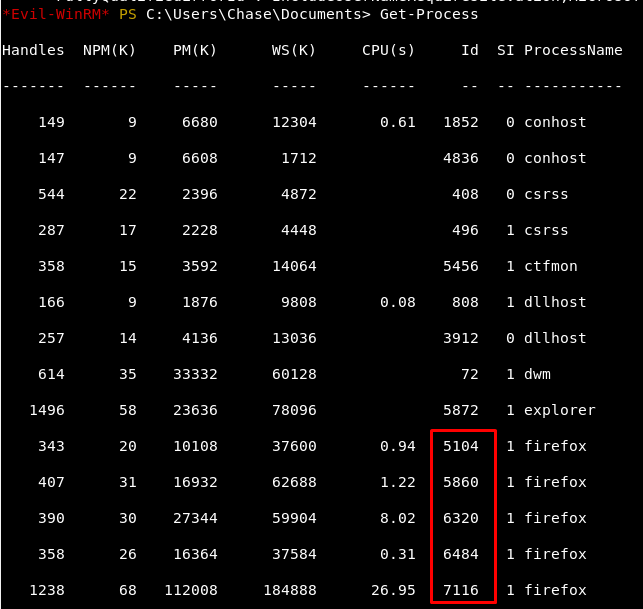 *Evil-WinRM* PS C:\Users\Chase\Documents> Get-Process
Handles NPM(K) PM(K) WS(K) CPU(s) Id SI ProcessName
------- ------ ----- ----- ------ -- -- -----------
149 9 6680 12304 0.61 1852 0 conhost
147 9 6608 1712 4836 0 conhost
544 22 2396 4872 408 0 csrss
287 17 2228 4448 496 1 csrss
358 15 3592 14064 5456 1 ctfmon
166 9 1876 9808 0.08 808 1 dllhost
257 14 4136 13036 3912 0 dllhost
614 35 33332 60128 72 1 dwm
1496 58 23636 78096 5872 1 explorer
343 20 10108 37600 0.94 5104 1 firefox
407 31 16932 62688 1.22 5860 1 firefox
390 30 27344 59904 8.02 6320 1 firefox
358 26 16364 37584 0.31 6484 1 firefox
1238 68 112008 184888 26.95 7116 1 firefox